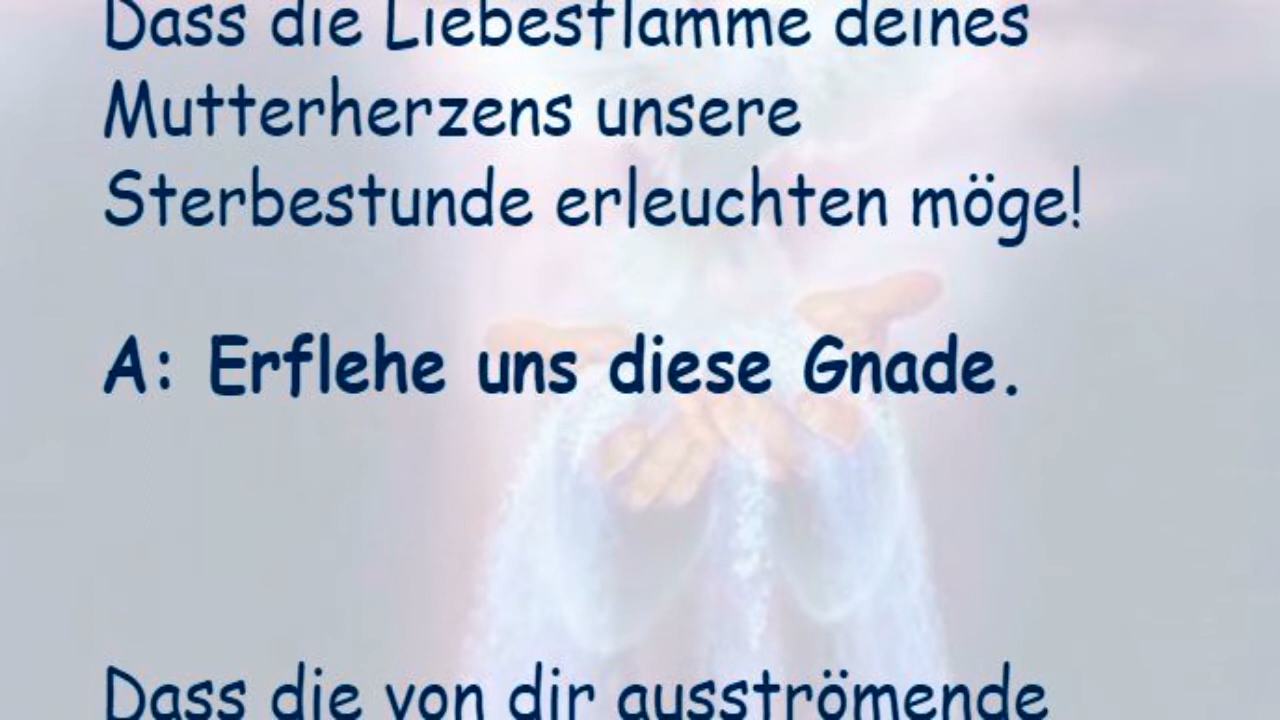 Dass die Liebesflamme deines
Mutterherzens unsere
Sterbestunde erleuchten möge!
A: Erflehe uns diese Gnade.
Dass die von dir ausströmende